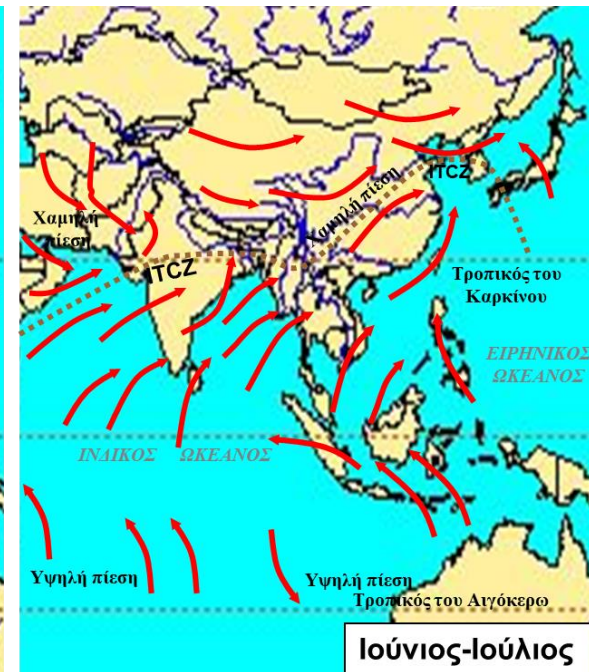 ITCZ
Χαμηλή πίεση
Χαμηλή
πίεση
ITCZ
Τροπικός του
Καρκίνου
ΕΙΡΗΝΙΚΟΣ
ΩΚΕΑΝΟΣ
ΙΝΔΙΚΟΣ ΩΚΕΑΝΟΣ
Υψηλή πίεση
Υψηλή πίεση
Τροπικός του Αιγόκερω
Ιούνιος-Ιούλιος